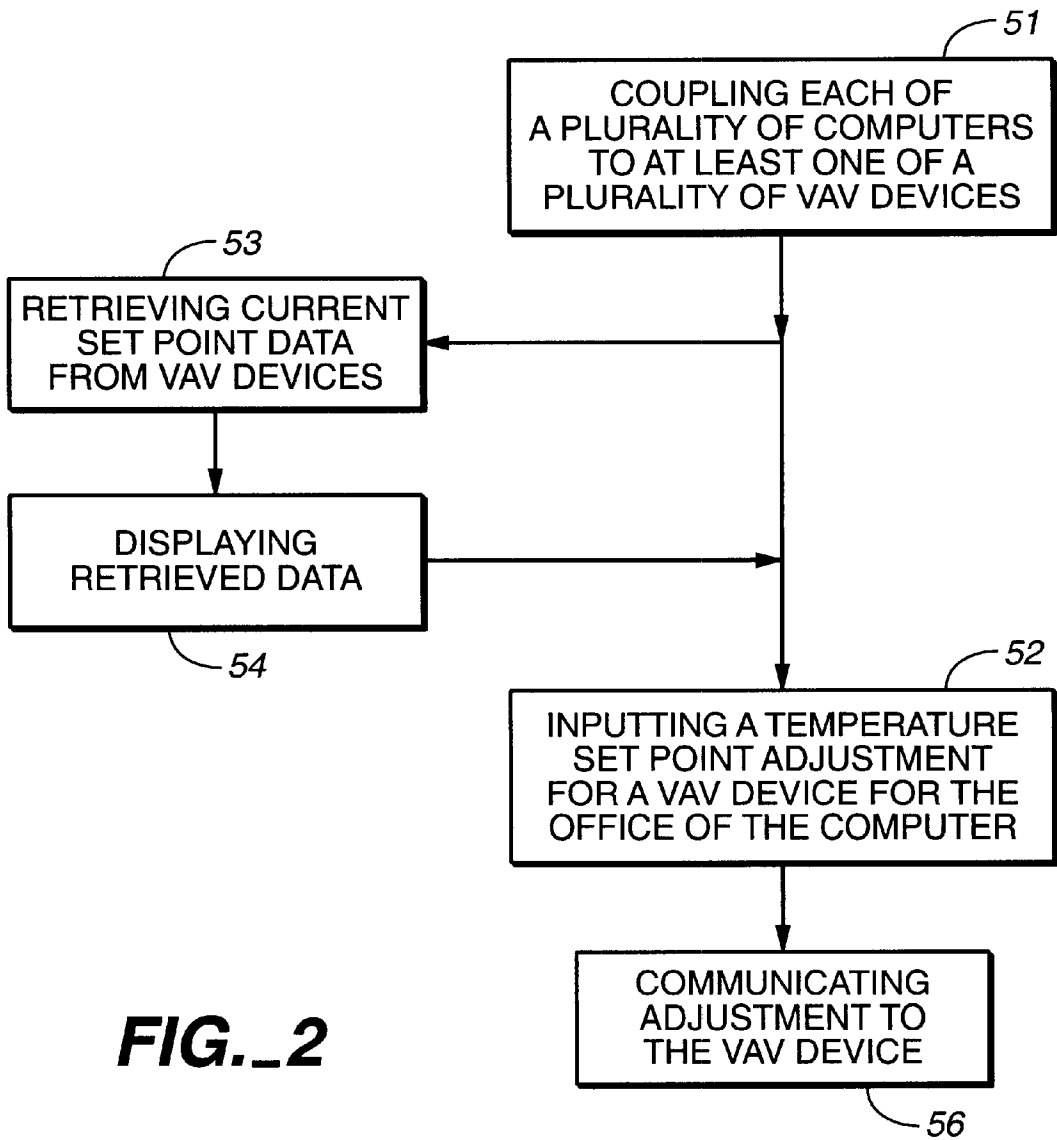 51
COUPLING EACH OF
A PLURALITY OF COMPUTERS
TO AT LEAST ONE OF A
PLURALITY OF VAV DEVICES
53
RETRIEVING CURRENT
SET POINT DATA
FROM VAV DEVICES
DISPLAYING
RETRIEVED DATA
54
52
INPUTTING A TEMPERATURE
SET POINT ADJUSTMENT
FOR A VAV DEVICE FOR THE
OFFICE OF THE COMPUTER
COMMUNICATING
ADJUSTMENT TO
THE VAV DEVICE
56
FIG._2